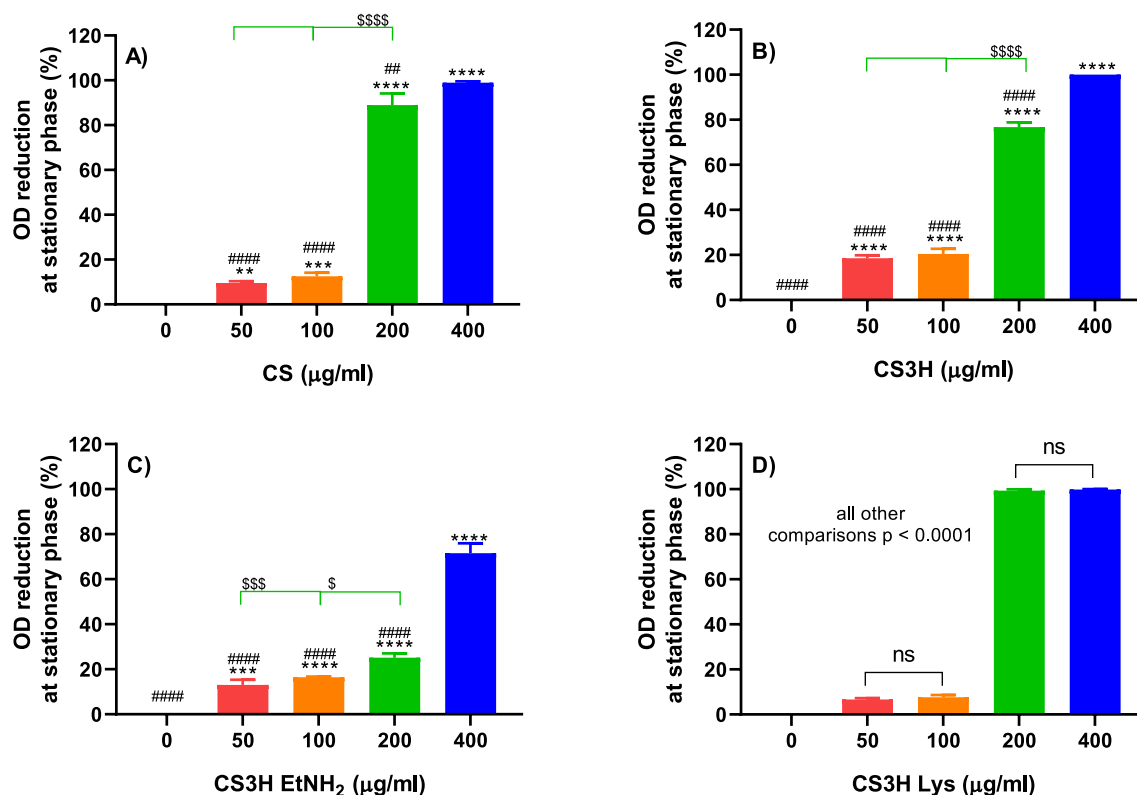 A)
$$$$
120
100
80
60
40
20
0
OD reduction
at stationary phase (%)
####
**
####
***
##
****
****
0 50 100 200 400
CS (μg/ml)
B)
$$$$
120
100
80
60
40
20
0
OD reduction
at stationary phase (%)
####
####
****
####
****
####
****
****
0 50 100 200 400
CS3H (μg/ml)
C)
120
100
80
60
40
20
0
OD reduction
at stationary phase (%)
$$$ $
####
####
***
####
****
####
****
****
0 50 100 200 400
CS3H EtNH₂ (μg/ml)
D)
120
100
80
60
40
20
0
OD reduction
at stationary phase (%)
ns
all other
comparisons p < 0.0001
ns
0 50 100 200 400
CS3H Lys (μg/ml)